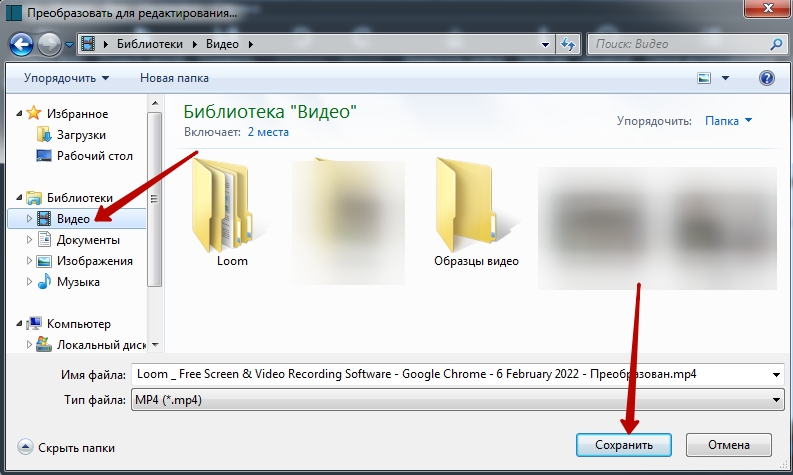 Преобразовать для редактирования...
Библиотеки Видео
Поиск: Видео
Упорядочить Новая папка
Избранное
Загрузки
Рабочий стол
Библиотеки
Видео
Документы
Изображения
Музыка
Компьютер
Локальный диск
Библиотека "Видео"
Включает: 2 места
Упорядочить: Папка
Loom
Образцы видео
Имя файла: Loom _ Free Screen & Video Recording Software - Google Chrome - 6 February 2022 - Преобразован.mp4
Тип файла: MP4 (*.mp4)
Скрыть папки
Сохранить Отмена